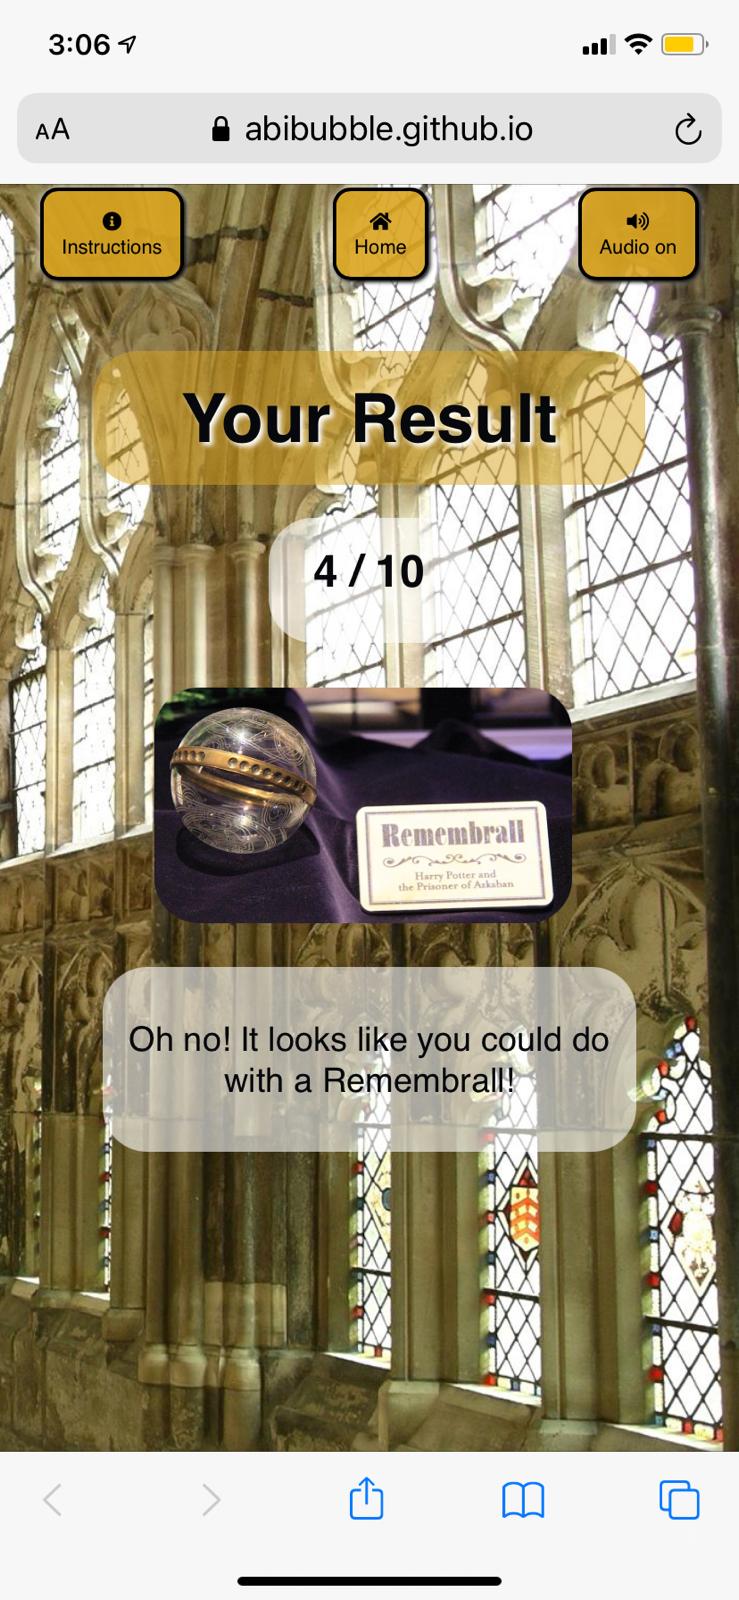 3:06
AA abibubble.github.io
Instructions Home Audio on
Your Result
4 / 10
Remembrall
Harry Potter and
the Prisoner of Azkaban
Oh no! It looks like you could do
with a Remembrall!